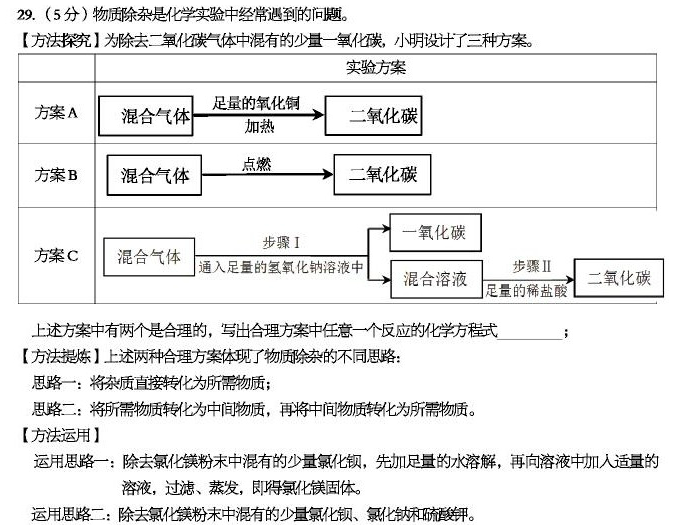 29.（5分）物质除杂是化学实验中经常遇到的问题。
【方法探究】为除去二氧化碳气体中混有的少量一氧化碳，小明设计了三种方案。
实验方案
方案A
混合气体
足量的氧化铜
加热
二氧化碳
方案B
混合气体
点燃
二氧化碳
方案C
混合气体
步骤Ⅰ
通入足量的氢氧化钠溶液中
一氧化碳
混合溶液
步骤Ⅱ
足量的稀盐酸
二氧化碳
上述方案中有两个是合理的，写出合理方案中任意一个反应的化学方程式________；
【方法提炼】上述两种合理方案体现了物质除杂的不同思路：
思路一：将杂质直接转化为所需物质；
思路二：将所需物质转化为中间物质，再将中间物质转化为所需物质。
【方法运用】
运用思路一：除去氯化镁粉末中混有的少量氯化钡，先加足量的水溶解，再向溶液中加入适量的
溶液，过滤、蒸发，即得氯化镁固体。
运用思路二：除去氯化镁粉末中混有的少量氯化钡、氯化钠和硫酸钾。